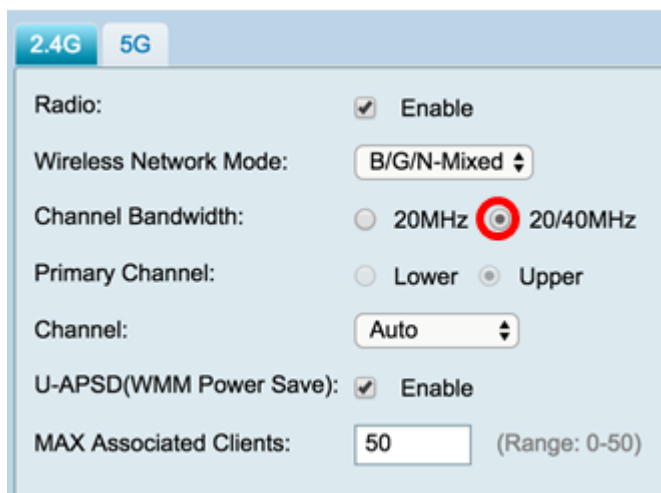 2.4G 5G
Radio: Enable
Wireless Network Mode: B/G/N-Mixed
Channel Bandwidth: 20MHz 20/40MHz
Primary Channel: Lower Upper
Channel: Auto
U-APSD(WMM Power Save): Enable
MAX Associated Clients: 50 (Range: 0-50)